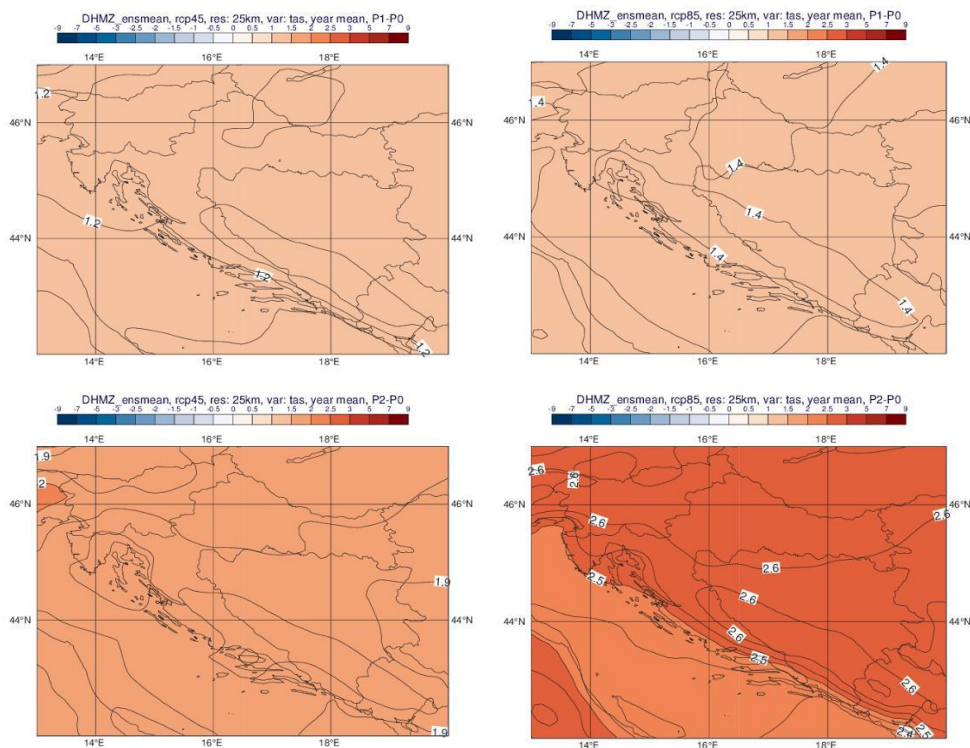 DHMZ_ensmean, rcp45, res: 25km, var: tas, year mean, P1-P0
-9 -7 -5 -3 -2.5 -2 -1.5 -1 -0.5 0 0.5 1 1.5 2 2.5 3 5 7 9
14°E 16°E 18°E
1.2
46°N 46°N
1.2
44°N 44°N
1.2
1.2
14°E 16°E 18°E
DHMZ_ensmean, rcp85, res: 25km, var: tas, year mean, P1-P0
-9 -7 -5 -3 -2.5 -2 -1.5 -1 -0.5 0 0.5 1 1.5 2 2.5 3 5 7 9
14°E 16°E 18°E
1.4
1.4
46°N 46°N
1.4
1.4
44°N 44°N
1.4
1.4
14°E 16°E 18°E
DHMZ_ensmean, rcp45, res: 25km, var: tas, year mean, P2-P0
-9 -7 -5 -3 -2.5 -2 -1.5 -1 -0.5 0 0.5 1 1.5 2 2.5 3 5 7 9
14°E 16°E 18°E
1.9
2
46°N 46°N
1.9
44°N 44°N
1.9
14°E 16°E 18°E
DHMZ_ensmean, rcp85, res: 25km, var: tas, year mean, P2-P0
-9 -7 -5 -3 -2.5 -2 -1.5 -1 -0.5 0 0.5 1 1.5 2 2.5 3 5 7 9
14°E 16°E 18°E
2.6
2.6
46°N 46°N
2.6 2.6
2.6
2.5
2.6
44°N 44°N
2.6
2.5
2.6
2.5
2.4
14°E 16°E 18°E